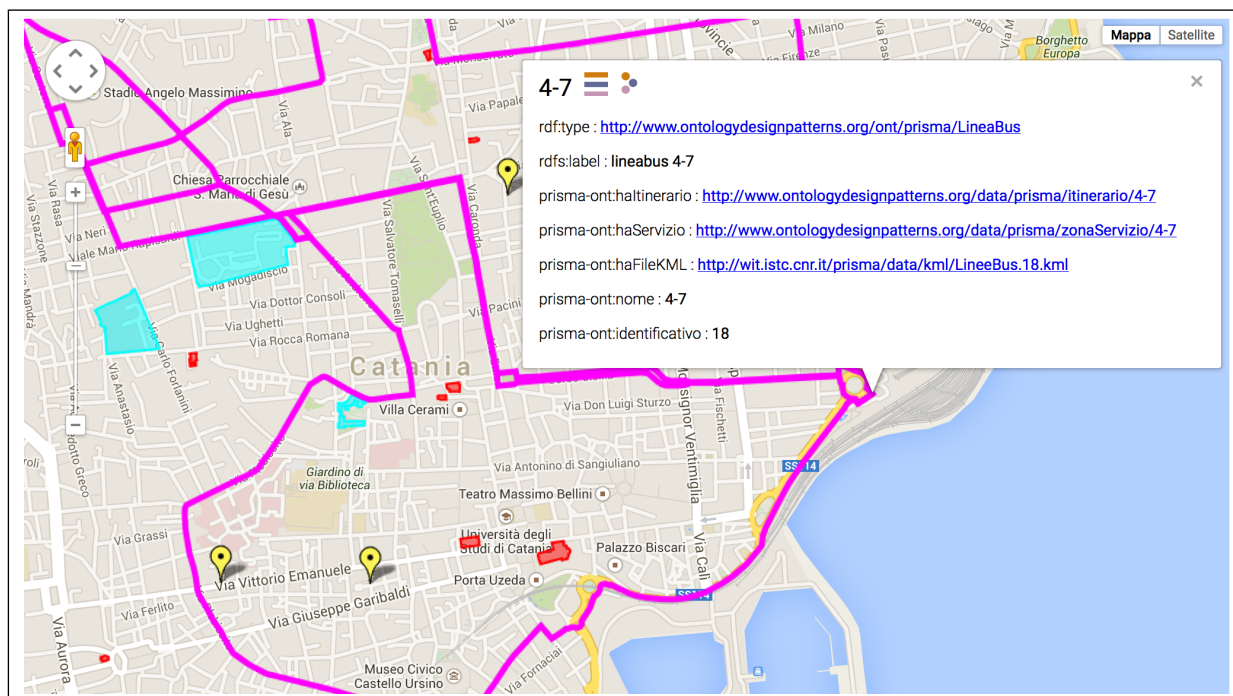 Via Milano
Borghetto
Europa
Mappa
Satellite
Via Firenze
Stadio Angelo Massimino
Via Ala
Via Papale
4-7
rdf:type : http://www.ontologydesignpatterns.org/ont/prisma/LineaBus
rdfs:label : lineabus 4-7
prisma-ont:haItinerario : http://www.ontologydesignpatterns.org/data/prisma/itinerario/4-7
prisma-ont:haServizio : http://www.ontologydesignpatterns.org/data/prisma/zonaServizio/4-7
prisma-ont:haFileKML : http://wit.istc.cnr.it/prisma/data/kml/LineeBus.18.kml
prisma-ont:nome : 4-7
prisma-ont:identificativo : 18
Chiesa Parrocchiale
S. Maria di Gesù
Via Sant'Euplio
Via Caronda
Via Rasa
Via Stazzone
Via Neri
Viale Mario Rapisardi
Via Salvatore Tomaselli
Via Mogadiscio
Via Dottor Consoli
Via Pacini
Via Ughetti
Via Rocca Romana
Via Mandrà
Via Carlo Forlanini
Via Anastasio
Catania
Villa Cerami
Via Don Luigi Sturzo
Via Fischetti
Monsignor Ventimiglia
Giardino di
via Biblioteca
Via Antonino di Sangiuliano
SS114
Teatro Massimo Bellini
Via Grassi
Università degli
Studi di Catania
Palazzo Biscari
Via Calì
Via Vittorio Emanuele
Porta Uzeda
SS114
Via Ferlito
Via Giuseppe Garibaldi
Via Aurora
Museo Civico
Castello Ursino
Via Fornaciai